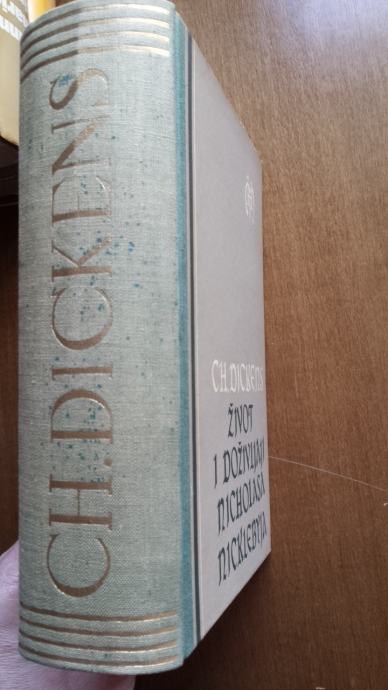 CH. DICKENS
CH. DICKENS
ŽIVOT
I DOŽIVLJAJI
NICHOLASA
NICKLEBYJA